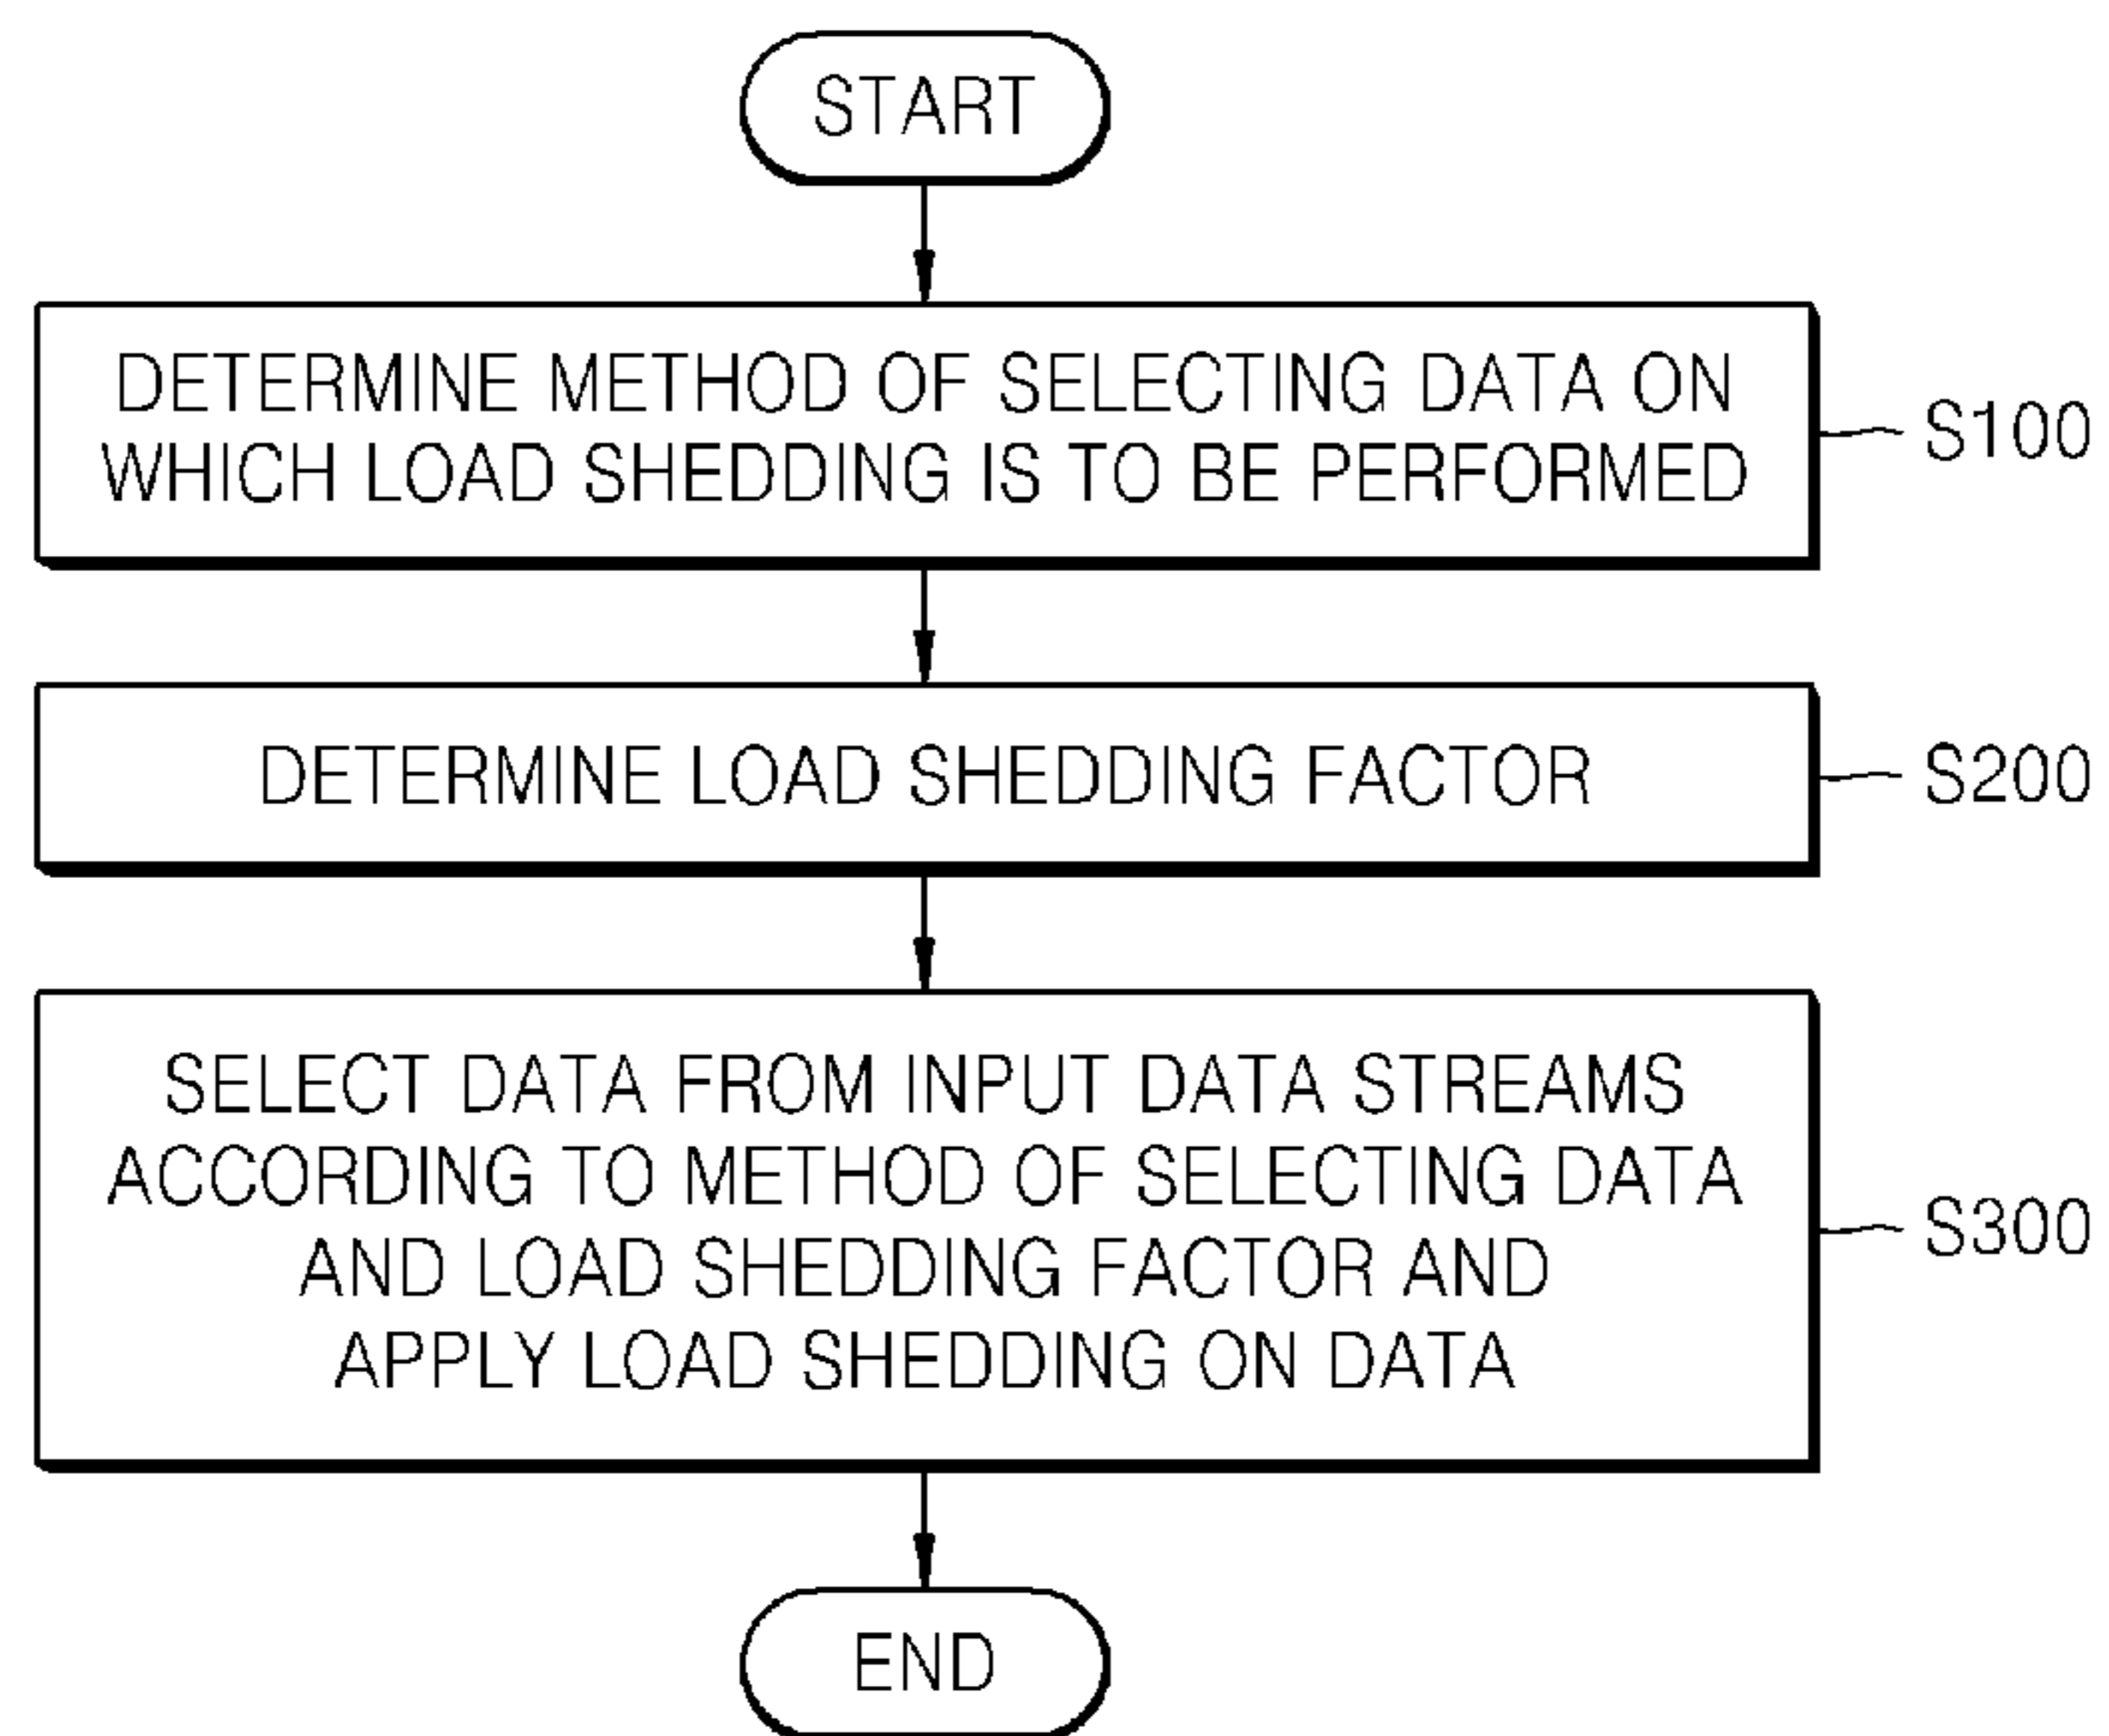 START
DETERMINE METHOD OF SELECTING DATA ON
WHICH LOAD SHEDDING IS TO BE PERFORMED
S100
DETERMINE LOAD SHEDDING FACTOR
S200
SELECT DATA FROM INPUT DATA STREAMS
ACCORDING TO METHOD OF SELECTING DATA
AND LOAD SHEDDING FACTOR AND
APPLY LOAD SHEDDING ON DATA
S300
END